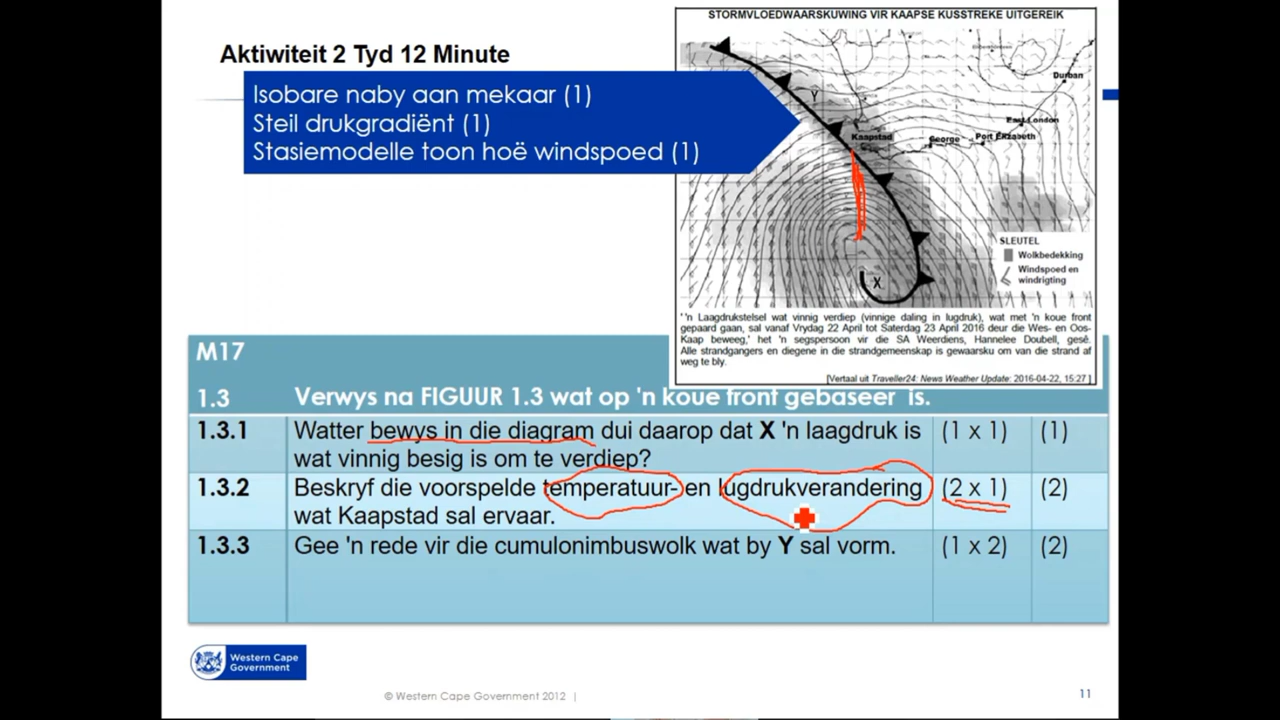 STORMVLOEDWAARSKUWING VIR KAAPSE KUSSTREKE UITGEREIK
Aktiwiteit 2 Tyd 12 Minute
Isobare naby aan mekaar (1)
Steil drukgradiënt (1)
Stasiemodelle toon hoë windspoed (1)
Y
Durban
East London
Kaapstad
George
Port Elizabeth
SLEUTEL
Wolkbedekking
Windspoed en
windrigting
X
"'n Laagdrukstelsel wat vinnig verdiep (vinnige daling in lugdruk), wat met 'n koue front
gepaard gaan, sal vanaf Vrydag 22 April tot Saterdag 23 April 2016 deur die Wes- en Oos-
Kaap beweeg,' het 'n segspersoon vir die SA Weerdiens, Hannelee Doubell, gesê.
Alle strandgangers en diegene in die strandgemeenskap is gewaarsku om van die strand af
weg te bly.
[Vertaal uit Traveller24: News Weather Update: 2016-04-22, 15:27]
M17
1.3 Verwys na FIGUUR 1.3 wat op 'n koue front gebaseer is.
1.3.1 Watter bewys in die diagram dui daarop dat X 'n laagdruk is (1 x 1) (1)
wat vinnig besig is om te verdiep?
1.3.2 Beskryf die voorspelde temperatuur- en lugdrukverandering (2 x 1) (2)
wat Kaapstad sal ervaar.
1.3.3 Gee 'n rede vir die cumulonimbuswolk wat by Y sal vorm. (1 x 2) (2)
Western Cape
Government
© Western Cape Government 2012 |
11